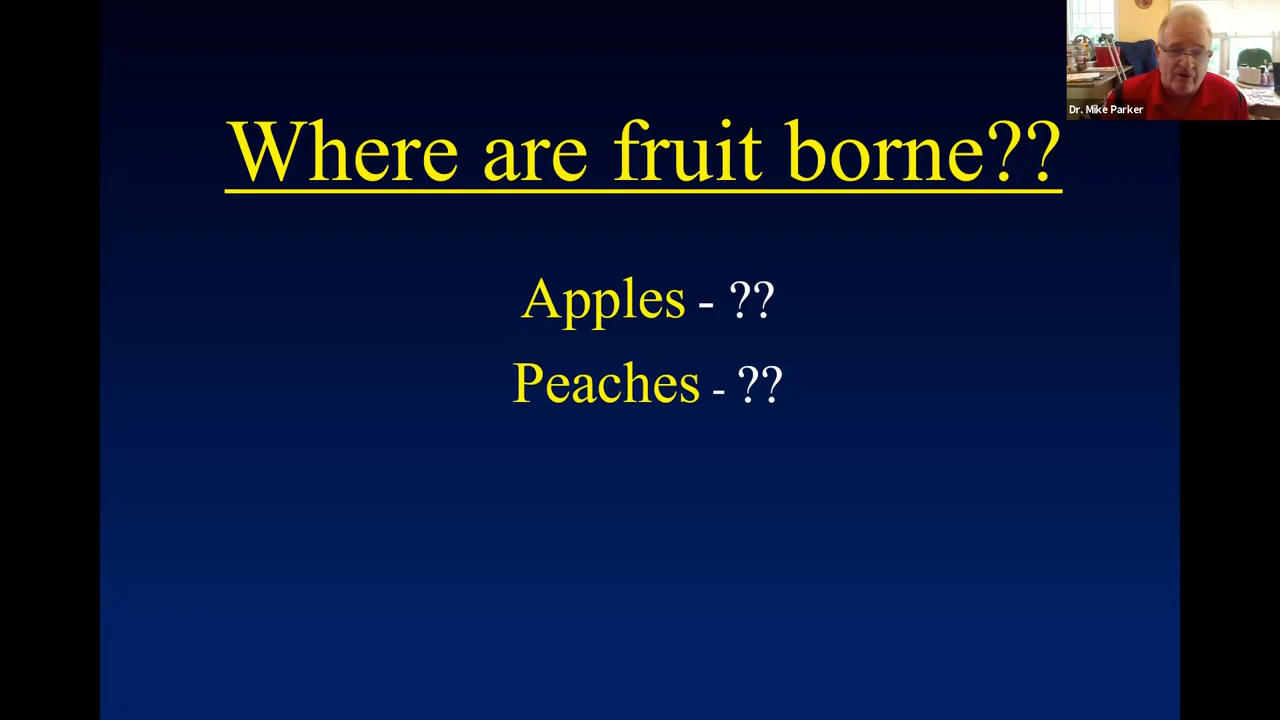 Dr. Mike Parker
Where are fruit borne??
Apples - ??
Peaches - ??